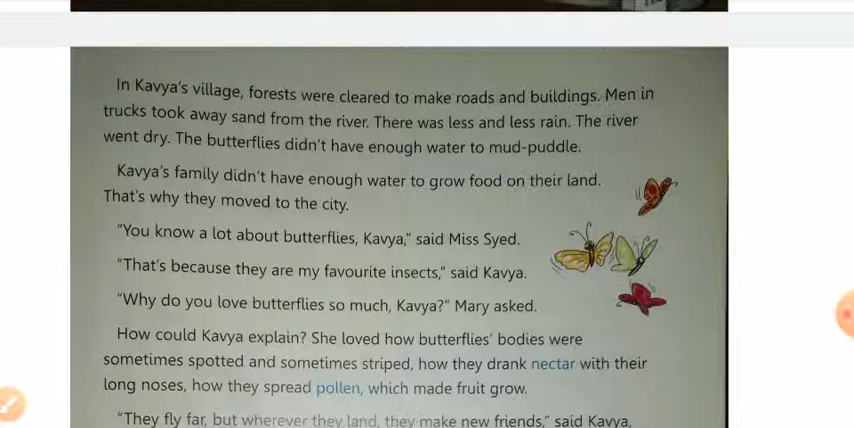 In Kavya's village, forests were cleared to make roads and buildings. Men in
trucks took away sand from the river. There was less and less rain. The river
went dry. The butterflies didn't have enough water to mud-puddle.
Kavya's family didn't have enough water to grow food on their land.
That's why they moved to the city.
"You know a lot about butterflies, Kavya," said Miss Syed.
"That's because they are my favourite insects," said Kavya.
"Why do you love butterflies so much, Kavya?" Mary asked.
How could Kavya explain? She loved how butterflies' bodies were
sometimes spotted and sometimes striped, how they drank nectar with their
long noses, how they spread pollen, which made fruit grow.
"They fly far, but wherever they land, they make new friends," said Kavya,